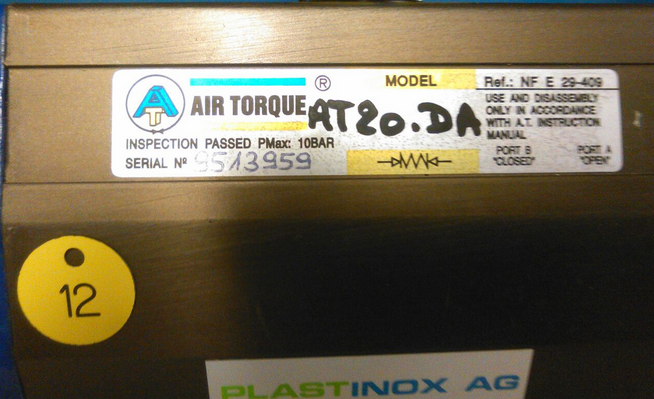 AT
AIR TORQUE ®
MODEL
AT20.DA
INSPECTION PASSED PMax: 10BAR
SERIAL Nº 9513959
Ref.: NF E 29-409
USE AND DISASSEMBLY
ONLY IN ACCORDANCE
WITH A.T. INSTRUCTION
MANUAL
PORT B PORT A
"CLOSED" "OPEN"
12
PLASTINOX AG